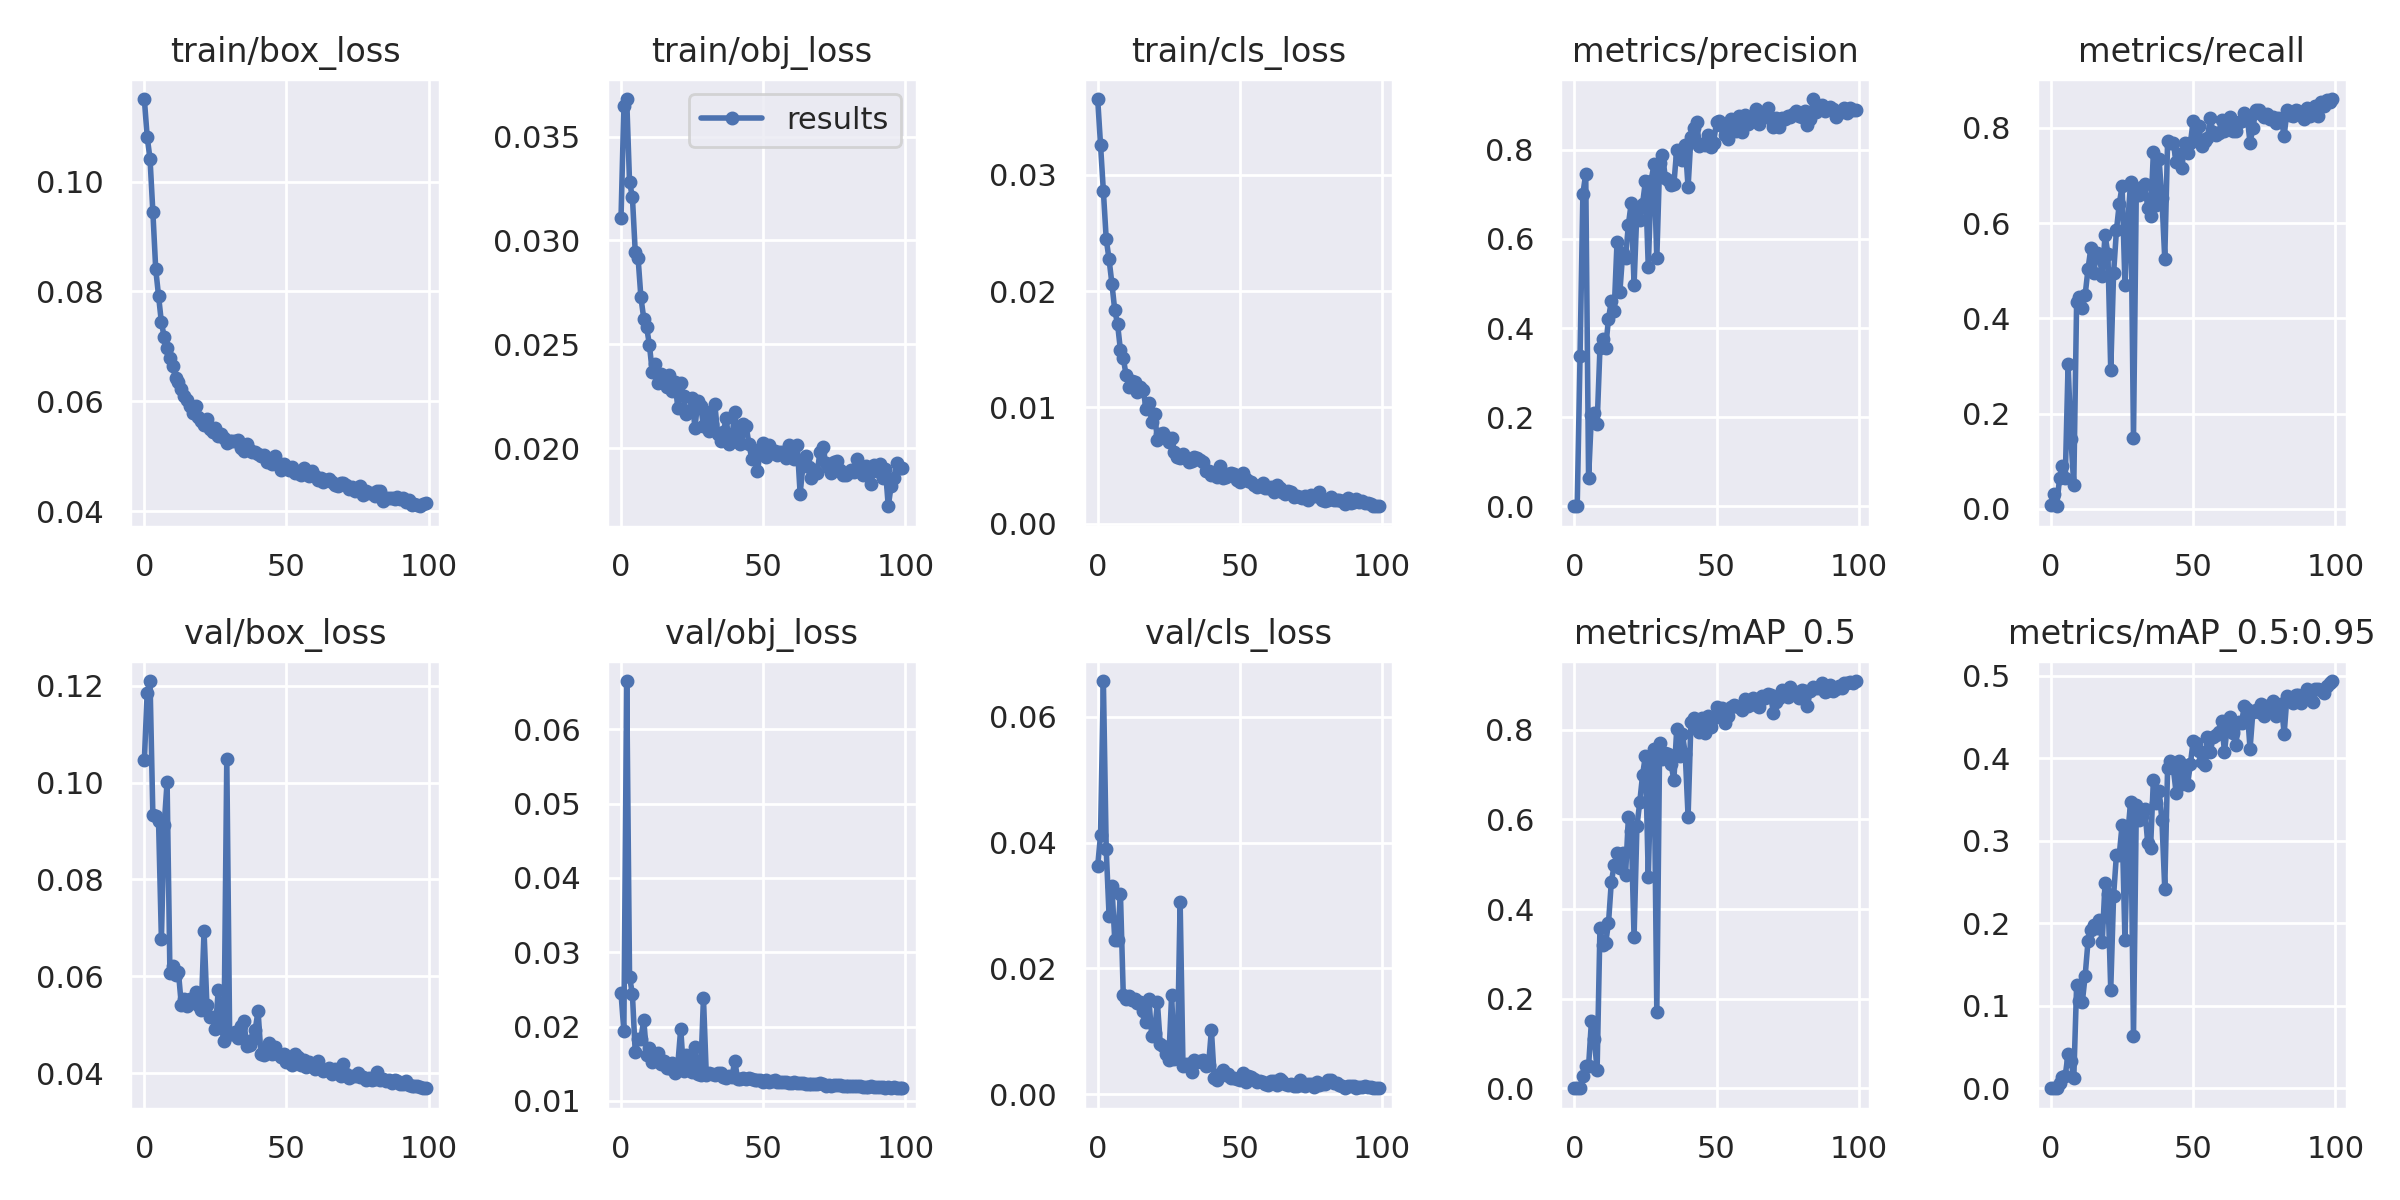 train/box_loss
train/obj_loss
train/cls_loss
metrics/precision
metrics/recall
results
0.10
0.08
0.06
0.04
0 50 100
0.035
0.030
0.025
0.020
0 50 100
0.03
0.02
0.01
0.00
0 50 100
0.8
0.6
0.4
0.2
0.0
0 50 100
0.8
0.6
0.4
0.2
0.0
0 50 100
val/box_loss
val/obj_loss
val/cls_loss
metrics/mAP_0.5
metrics/mAP_0.5:0.95
0.12
0.10
0.08
0.06
0.04
0 50 100
0.06
0.05
0.04
0.03
0.02
0.01
0 50 100
0.06
0.04
0.02
0.00
0 50 100
0.8
0.6
0.4
0.2
0.0
0 50 100
0.5
0.4
0.3
0.2
0.1
0.0
0 50 100